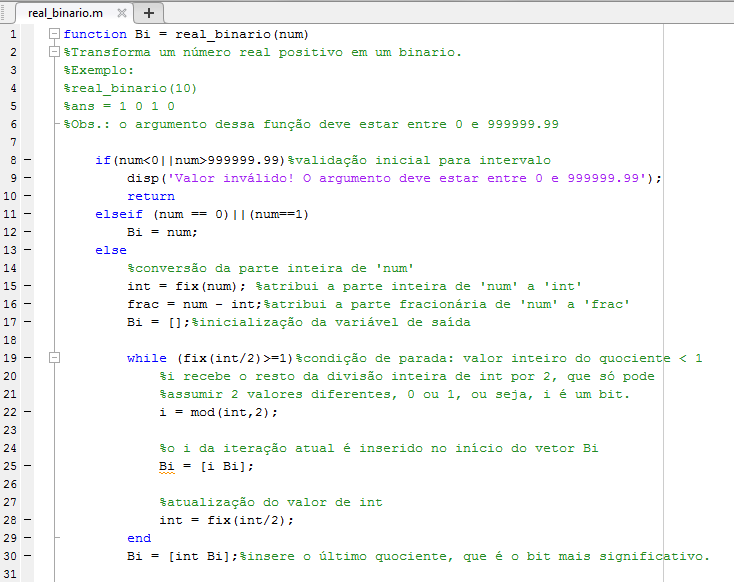 real_binario.m
1 function Bi = real_binario(num)
2 %Transforma um número real positivo em um binario.
3 %Exemplo:
4 %real_binario(10)
5 %ans = 1 0 1 0
6 %Obs.: o argumento dessa função deve estar entre 0 e 999999.99
7
8 if(num<0||num>999999.99)%validação inicial para intervalo
9 disp('Valor inválido! O argumento deve estar entre 0 e 999999.99');
10 return
11 elseif (num == 0)||(num==1)
12 Bi = num;
13 else
14 %conversão da parte inteira de 'num'
15 int = fix(num); %atribui a parte inteira de 'num' a 'int'
16 frac = num - int;%atribui a parte fracionária de 'num' a 'frac'
17 Bi = [];%inicialização da variável de saída
18
19 while (fix(int/2)>=1)%condição de parada: valor inteiro do quociente < 1
20 %i recebe o resto da divisão inteira de int por 2, que só pode
21 %assumir 2 valores diferentes, 0 ou 1, ou seja, i é um bit.
22 i = mod(int,2);
23
24 %o i da iteração atual é inserido no início do vetor Bi
25 Bi = [i Bi];
26
27 %atualização do valor de int
28 int = fix(int/2);
29 end
30 Bi = [int Bi];%insere o último quociente, que é o bit mais significativo.
31